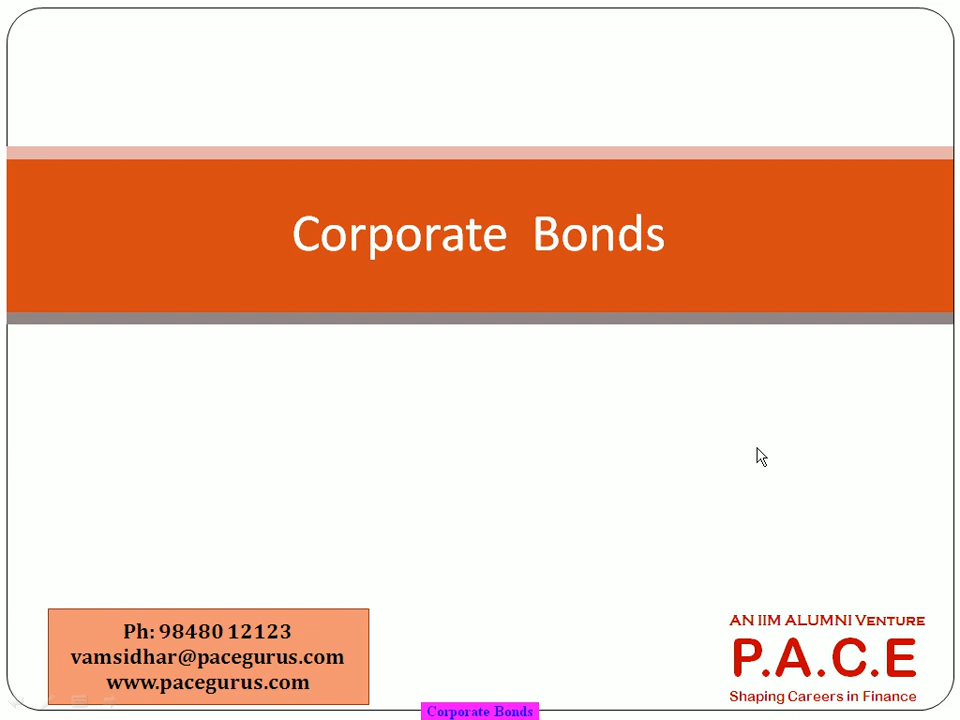 Corporate Bonds
Ph: 98480 12123
vamsidhar@pacegurus.com
www.pacegurus.com
AN IIM ALUMNI VENTURE
P.A.C.E
Shaping Careers in Finance
Corporate Bonds